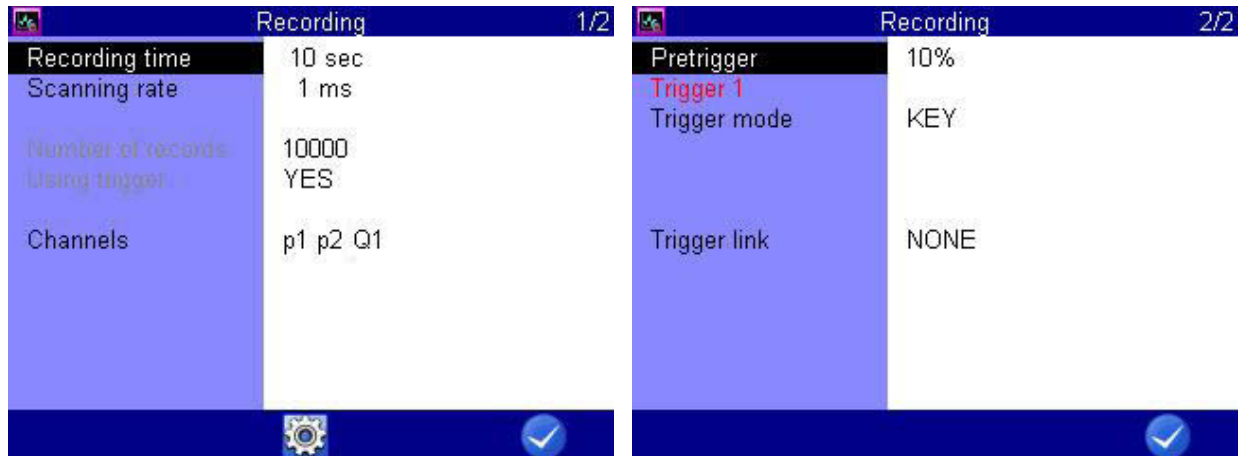 Recording 1/2
Recording time 10 sec
Scanning rate 1 ms
Number of records 10000
Using trigger YES
Channels p1 p2 Q1
Recording 2/2
Pretrigger 10%
Trigger 1
Trigger mode KEY
Trigger link NONE